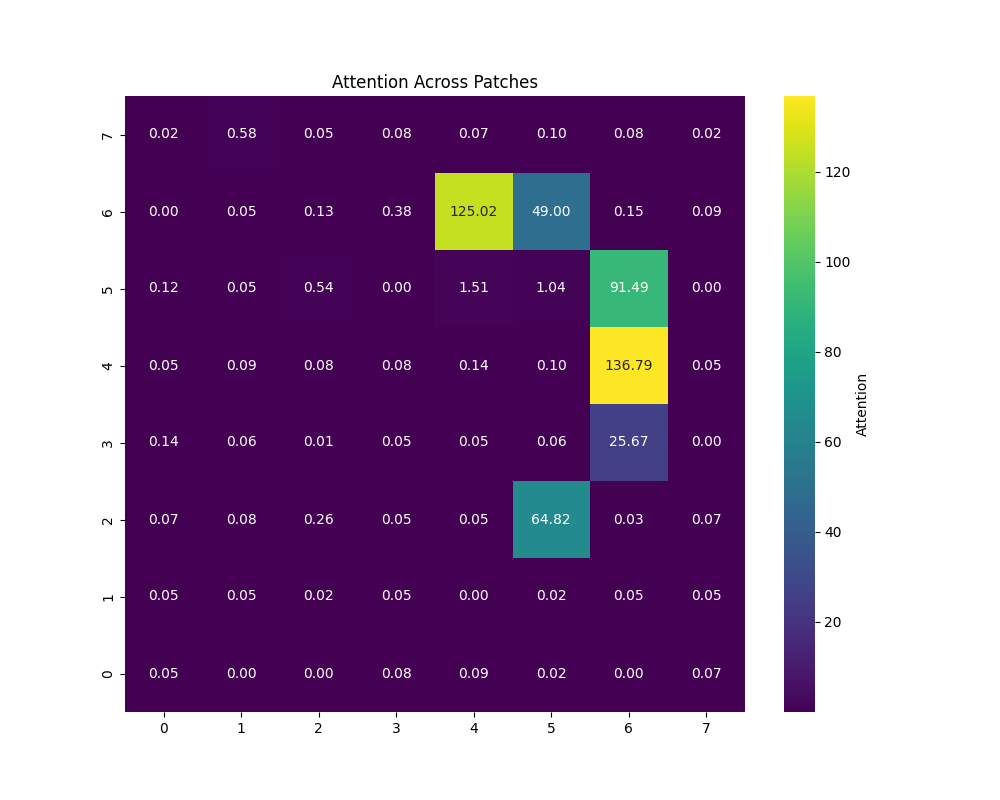 Attention Across Patches
7 0.02 0.58 0.05 0.08 0.07 0.10 0.08 0.02
6 0.00 0.05 0.13 0.38 125.02 49.00 0.15 0.09
5 0.12 0.05 0.54 0.00 1.51 1.04 91.49 0.00
4 0.05 0.09 0.08 0.08 0.14 0.10 136.79 0.05
3 0.14 0.06 0.01 0.05 0.05 0.06 25.67 0.00
2 0.07 0.08 0.26 0.05 0.05 64.82 0.03 0.07
1 0.05 0.05 0.02 0.05 0.00 0.02 0.05 0.05
0 0.05 0.00 0.00 0.08 0.09 0.02 0.00 0.07
0 1 2 3 4 5 6 7
120
100
80
60
40
20
Attention